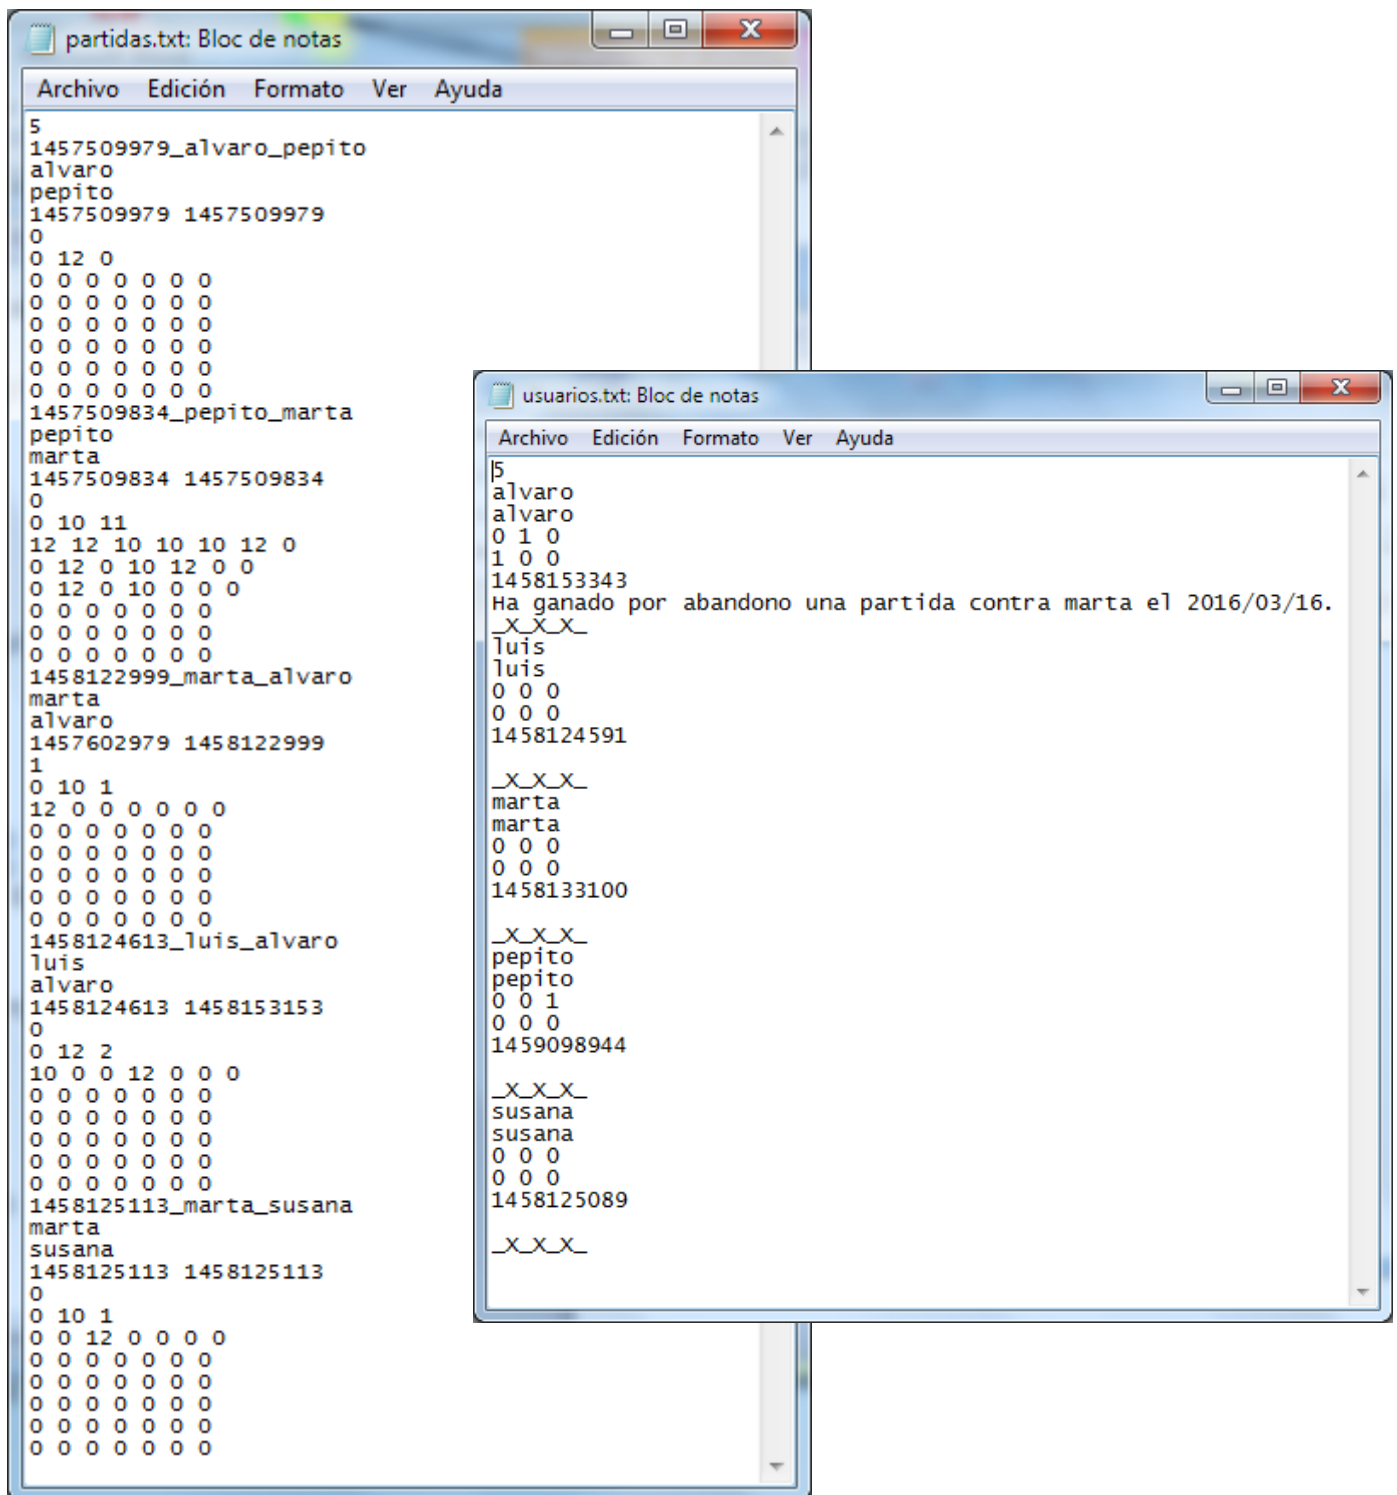 partidas.txt: Bloc de notas
Archivo Edición Formato Ver Ayuda
5
1457509979_alvaro_pepito
alvaro
pepito
1457509979 1457509979
0
0 12 0
0 0 0 0 0 0 0
0 0 0 0 0 0 0
0 0 0 0 0 0 0
0 0 0 0 0 0 0
0 0 0 0 0 0 0
0 0 0 0 0 0 0
1457509834_pepito_marta
pepito
marta
1457509834 1457509834
0
0 10 11
12 12 10 10 10 12 0
0 12 0 10 12 0 0
0 12 0 10 0 0 0
0 0 0 0 0 0 0
0 0 0 0 0 0 0
0 0 0 0 0 0 0
1458122999_marta_alvaro
marta
alvaro
1457602979 1458122999
1
0 10 1
12 0 0 0 0 0 0
0 0 0 0 0 0 0
0 0 0 0 0 0 0
0 0 0 0 0 0 0
0 0 0 0 0 0 0
0 0 0 0 0 0 0
1458124613_luis_alvaro
luis
alvaro
1458124613 1458153153
0
0 12 2
10 0 0 12 0 0 0
0 0 0 0 0 0 0
0 0 0 0 0 0 0
0 0 0 0 0 0 0
0 0 0 0 0 0 0
0 0 0 0 0 0 0
1458125113_marta_susana
marta
susana
1458125113 1458125113
0
0 10 1
0 0 12 0 0 0 0
0 0 0 0 0 0 0
0 0 0 0 0 0 0
0 0 0 0 0 0 0
0 0 0 0 0 0 0
0 0 0 0 0 0 0
usuarios.txt: Bloc de notas
Archivo Edición Formato Ver Ayuda
5
alvaro
alvaro
0 1 0
1 0 0
1458153343
Ha ganado por abandono una partida contra marta el 2016/03/16.
_X_X_X_
luis
luis
0 0 0
0 0 0
1458124591
_X_X_X_
marta
marta
0 0 0
0 0 0
1458133100
_X_X_X_
pepito
pepito
0 0 1
0 0 0
1459098944
_X_X_X_
susana
susana
0 0 0
0 0 0
1458125089
_X_X_X_